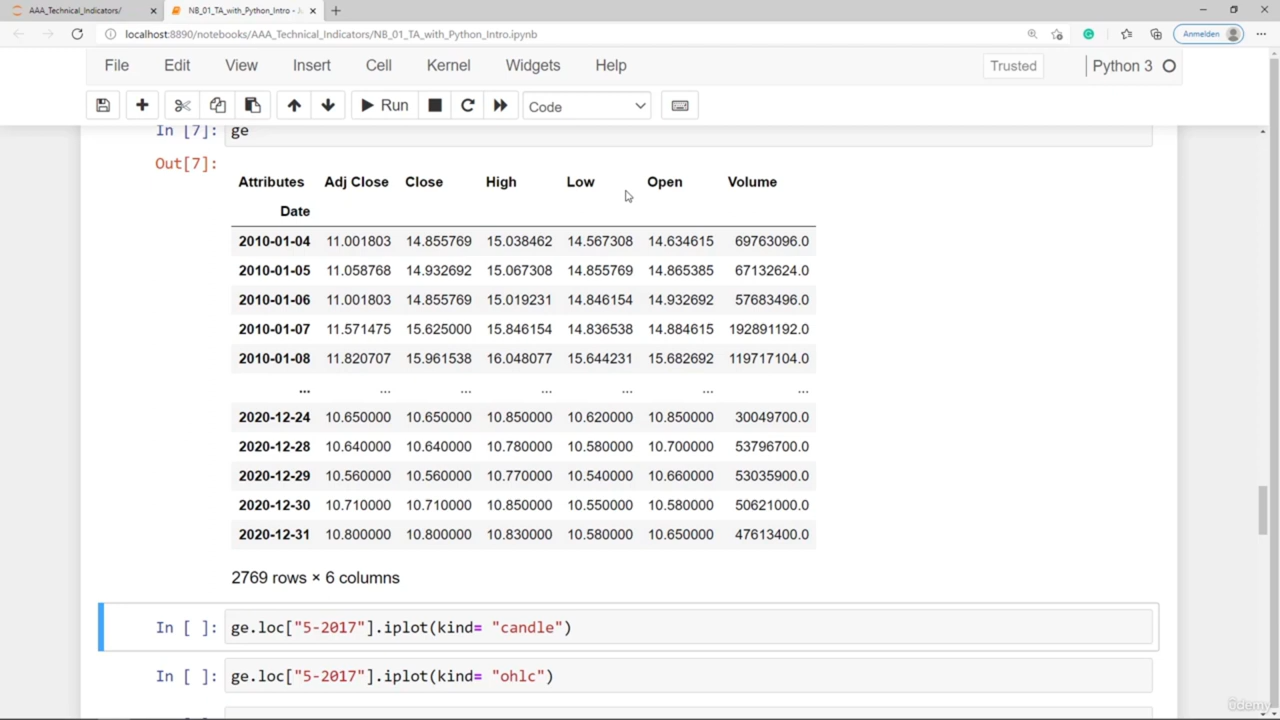 AAA_Technical_Indicators/
NB_01_TA_with_Python_Intro - J
localhost:8890/notebooks/AAA_Technical_Indicators/NB_01_TA_with_Python_Intro.ipynb
Anmelden
File Edit View Insert Cell Kernel Widgets Help Trusted Python 3
Run Code
In [7]: ge
Out[7]:
Attributes Adj Close Close High Low Open Volume
Date
2010-01-04 11.001803 14.855769 15.038462 14.567308 14.634615 69763096.0
2010-01-05 11.058768 14.932692 15.067308 14.855769 14.865385 67132624.0
2010-01-06 11.001803 14.855769 15.019231 14.846154 14.932692 57683496.0
2010-01-07 11.571475 15.625000 15.846154 14.836538 14.884615 192891192.0
2010-01-08 11.820707 15.961538 16.048077 15.644231 15.682692 119717104.0
... ... ... ... ... ... ...
2020-12-24 10.650000 10.650000 10.850000 10.620000 10.850000 30049700.0
2020-12-28 10.640000 10.640000 10.780000 10.580000 10.700000 53796700.0
2020-12-29 10.560000 10.560000 10.770000 10.540000 10.660000 53035900.0
2020-12-30 10.710000 10.710000 10.850000 10.550000 10.580000 50621000.0
2020-12-31 10.800000 10.800000 10.830000 10.580000 10.650000 47613400.0
2769 rows × 6 columns
In [ ]: ge.loc["5-2017"].iplot(kind= "candle")
In [ ]: ge.loc["5-2017"].iplot(kind= "ohlc")
Udemy